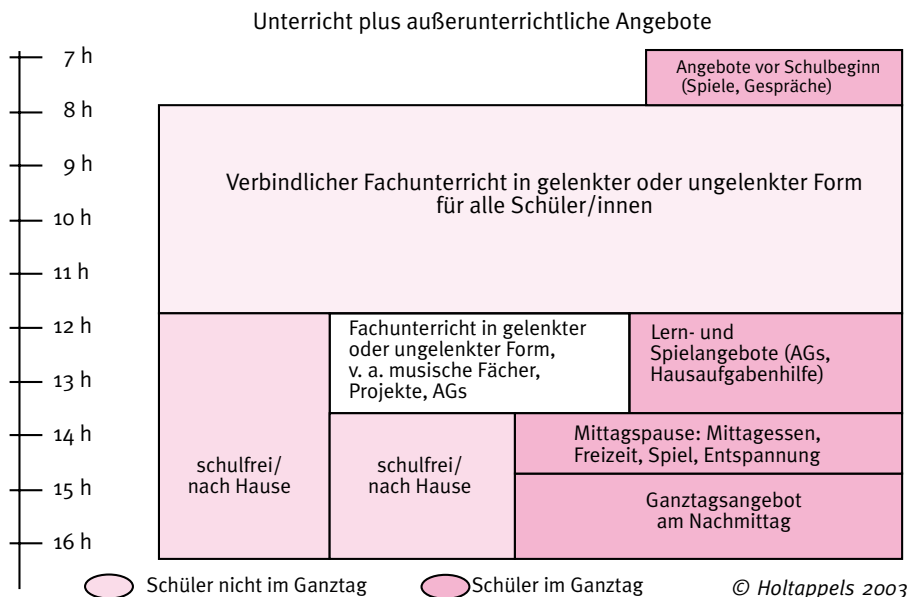 Unterricht plus außerunterrichtliche Angebote
7 h
Angebote vor Schulbeginn
(Spiele, Gespräche)
8 h
9 h
Verbindlicher Fachunterricht in gelenkter oder ungelenkter Form
für alle Schüler/innen
10 h
11 h
12 h
Fachunterricht in gelenkter
oder ungelenkter Form,
v. a. musische Fächer,
Projekte, AGs
Lern- und
Spielangebote (AGs,
Hausaufgabenhilfe)
13 h
14 h
Mittagspause: Mittagessen,
Freizeit, Spiel, Entspannung
schulfrei/
nach Hause
schulfrei/
nach Hause
15 h
Ganztagsangebot
am Nachmittag
16 h
Schüler nicht im Ganztag
Schüler im Ganztag
© Holtappels 2003